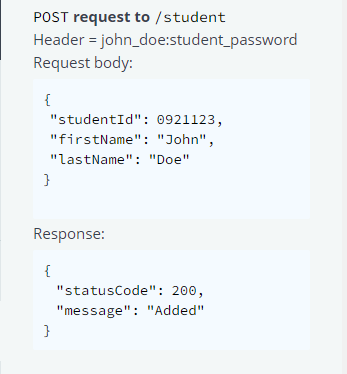 POST request to /student
Header = john_doe:student_password
Request body:
{
"studentId": 0921123,
"firstName": "John",
"lastName": "Doe"
}
Response:
{
"statusCode": 200,
"message": "Added"
}